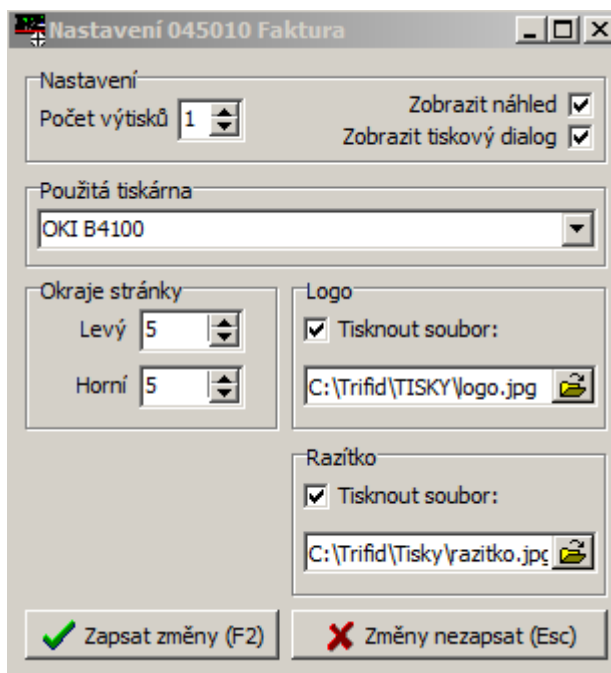 Nastavení 045010 Faktura
Nastavení
Počet výtisků 1
Zobrazit náhled
Zobrazit tiskový dialog
Použitá tiskárna
OKI B4100
Okraje stránky
Levý 5
Horní 5
Logo
Tisknout soubor:
C:\Trifid\TISKY\logo.jpg
Razítko
Tisknout soubor:
C:\Trifid\Tisky\razitko.jpg
Zapsat změny (F2)
Změny nezapsat (Esc)